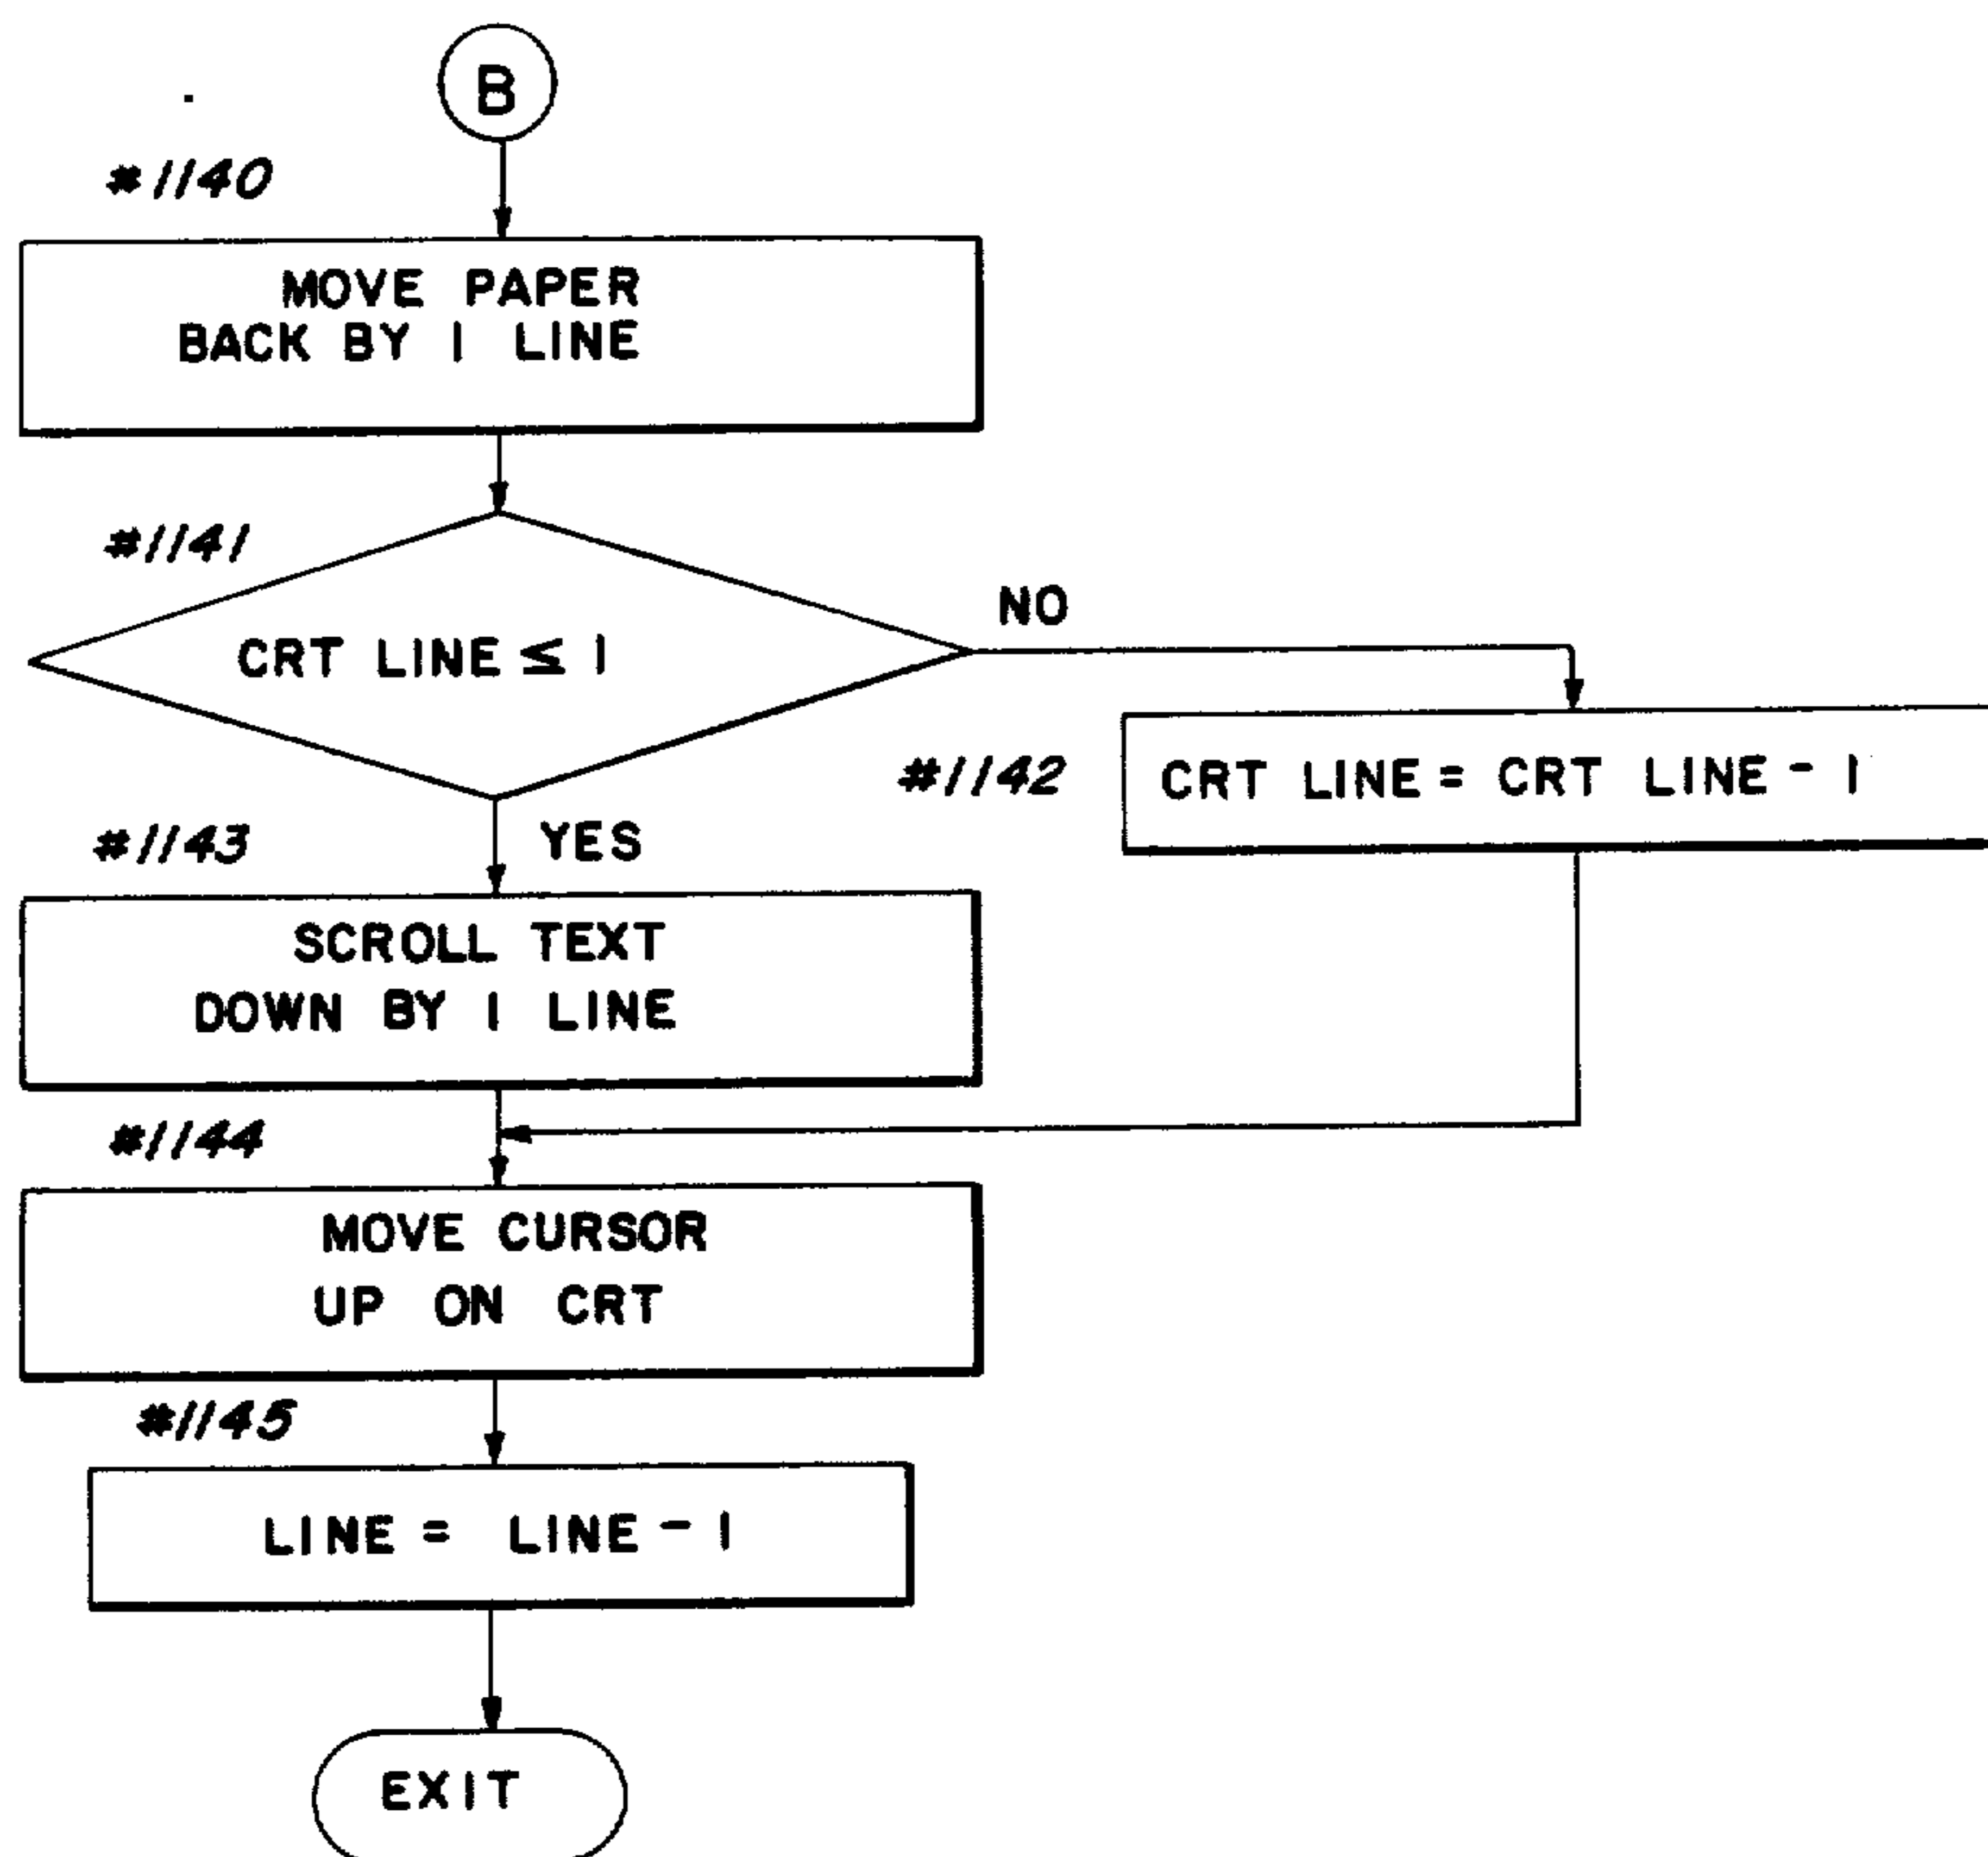 B
#1140
MOVE PAPER
BACK BY 1 LINE
#1141
CRT LINE ≤ 1
NO
#1142
CRT LINE = CRT LINE - 1
#1143
YES
SCROLL TEXT
DOWN BY 1 LINE
#1144
MOVE CURSOR
UP ON CRT
#1145
LINE = LINE - 1
EXIT